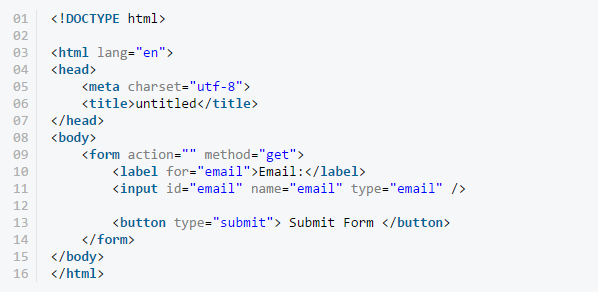 01 <!DOCTYPE html>
02
03 <html lang="en">
04 <head>
05     <meta charset="utf-8">
06     <title>untitled</title>
07 </head>
08 <body>
09     <form action="" method="get">
10         <label for="email">Email:</label>
11         <input id="email" name="email" type="email" />
12
13         <button type="submit"> Submit Form </button>
14     </form>
15 </body>
16 </html>